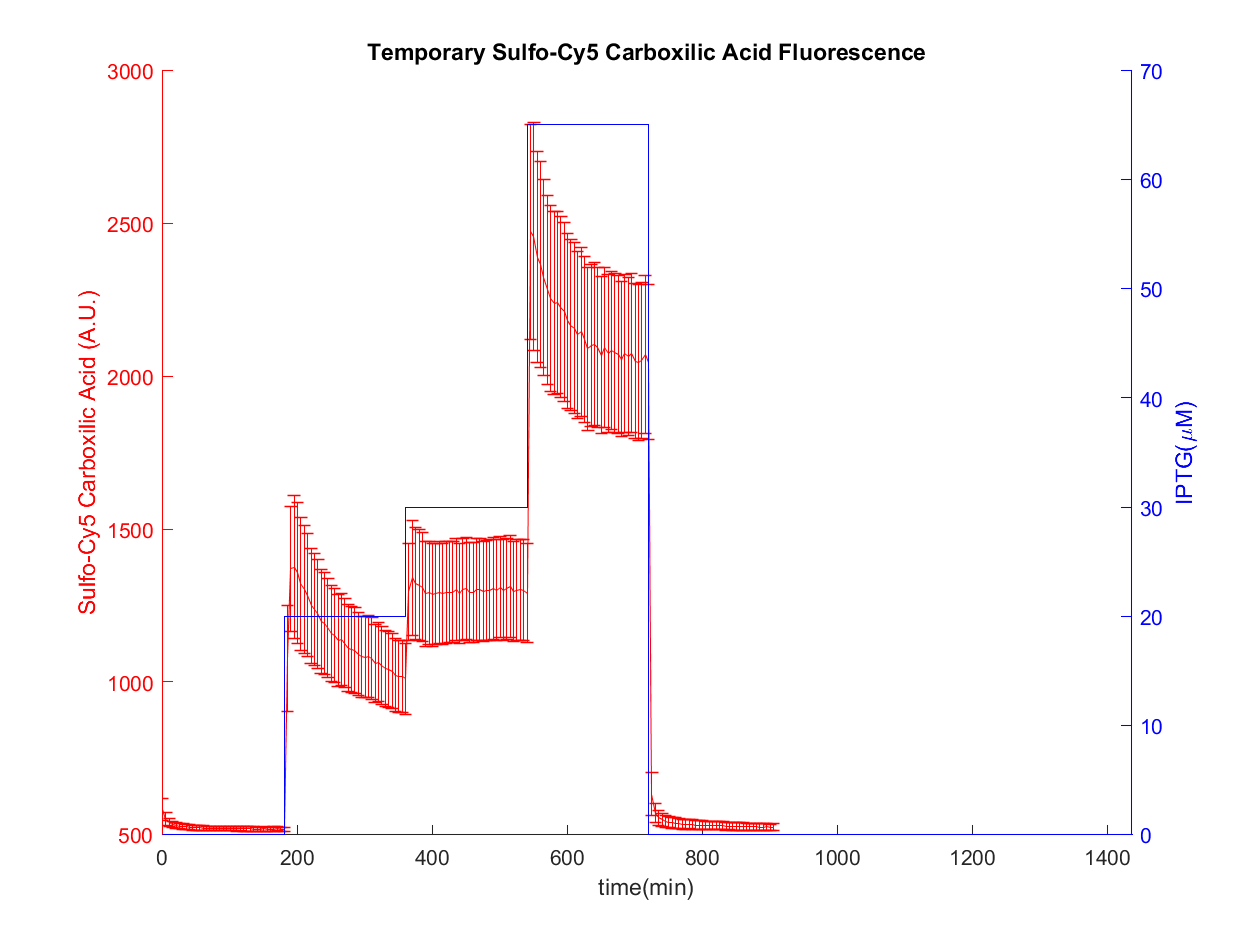 Temporary Sulfo-Cy5 Carboxilic Acid Fluorescence
3000
2500
2000
1500
1000
500
Sulfo-Cy5 Carboxilic Acid (A.U.)
70
60
50
40
30
20
10
0
IPTG(μM)
0 200 400 600 800 1000 1200 1400
time(min)